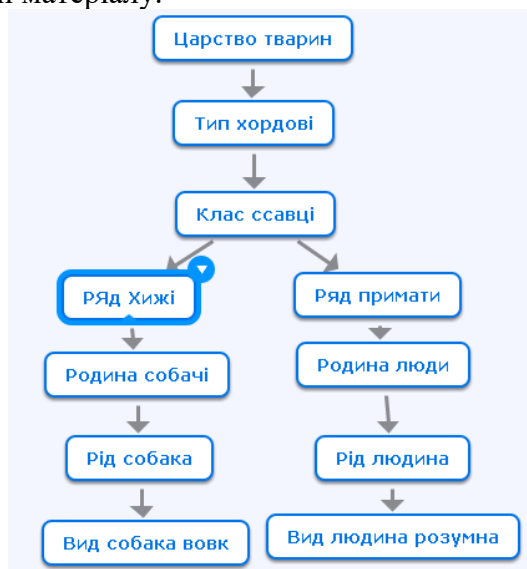 и матеріалу.
Царство тварин
Тип хордові
Клас ссавці
РЯд Хижі
Ряд примати
Родина собачі
Родина люди
Рід собака
Рід людина
Вид собака вовк
Вид людина розумна